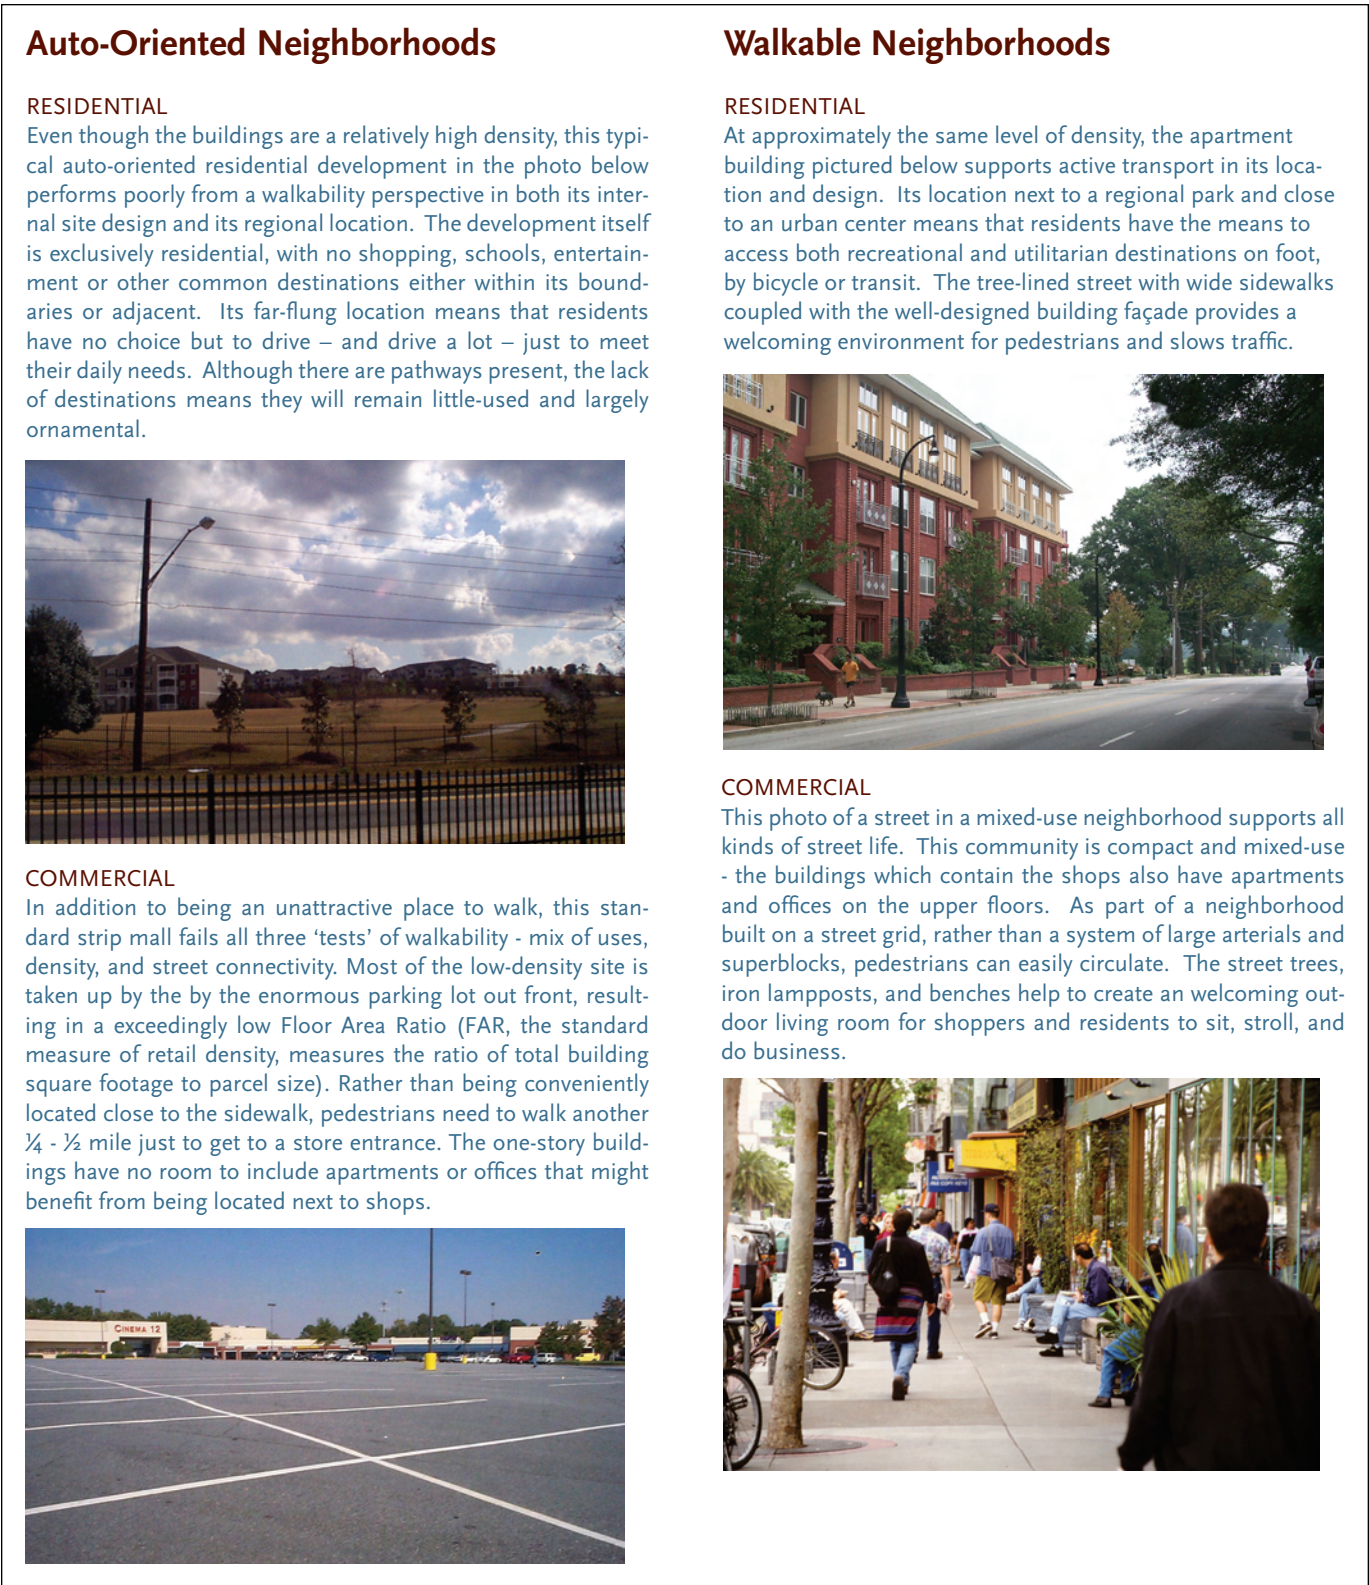 Auto-Oriented Neighborhoods
RESIDENTIAL
Even though the buildings are a relatively high density, this typi-
cal auto-oriented residential development in the photo below
performs poorly from a walkability perspective in both its inter-
nal site design and its regional location.  The development itself
is exclusively residential, with no shopping, schools, entertain-
ment or other common destinations either within its bound-
aries or adjacent.  Its far-flung location means that residents
have no choice but to drive – and drive a lot – just to meet
their daily needs.  Although there are pathways present, the lack
of destinations means they will remain little-used and largely
ornamental.
COMMERCIAL
In addition to being an unattractive place to walk, this stan-
dard strip mall fails all three ‘tests’ of walkability - mix of uses,
density, and street connectivity. Most of the low-density site is
taken up by the by the enormous parking lot out front, result-
ing in a exceedingly low Floor Area Ratio (FAR, the standard
measure of retail density, measures the ratio of total building
square footage to parcel size). Rather than being conveniently
located close to the sidewalk, pedestrians need to walk another
¼ - ½ mile just to get to a store entrance. The one-story build-
ings have no room to include apartments or offices that might
benefit from being located next to shops.
CINEMA 12
Walkable Neighborhoods
RESIDENTIAL
At approximately the same level of density, the apartment
building pictured below supports active transport in its loca-
tion and design.  Its location next to a regional park and close
to an urban center means that residents have the means to
access both recreational and utilitarian destinations on foot,
by bicycle or transit.  The tree-lined street with wide sidewalks
coupled with the well-designed building façade provides a
welcoming environment for pedestrians and slows traffic.
COMMERCIAL
This photo of a street in a mixed-use neighborhood supports all
kinds of street life.  This community is compact and mixed-use
- the buildings which contain the shops also have apartments
and offices on the upper floors.  As part of a neighborhood
built on a street grid, rather than a system of large arterials and
superblocks, pedestrians can easily circulate.  The street trees,
iron lampposts, and benches help to create an welcoming out-
door living room for shoppers and residents to sit, stroll, and
do business.